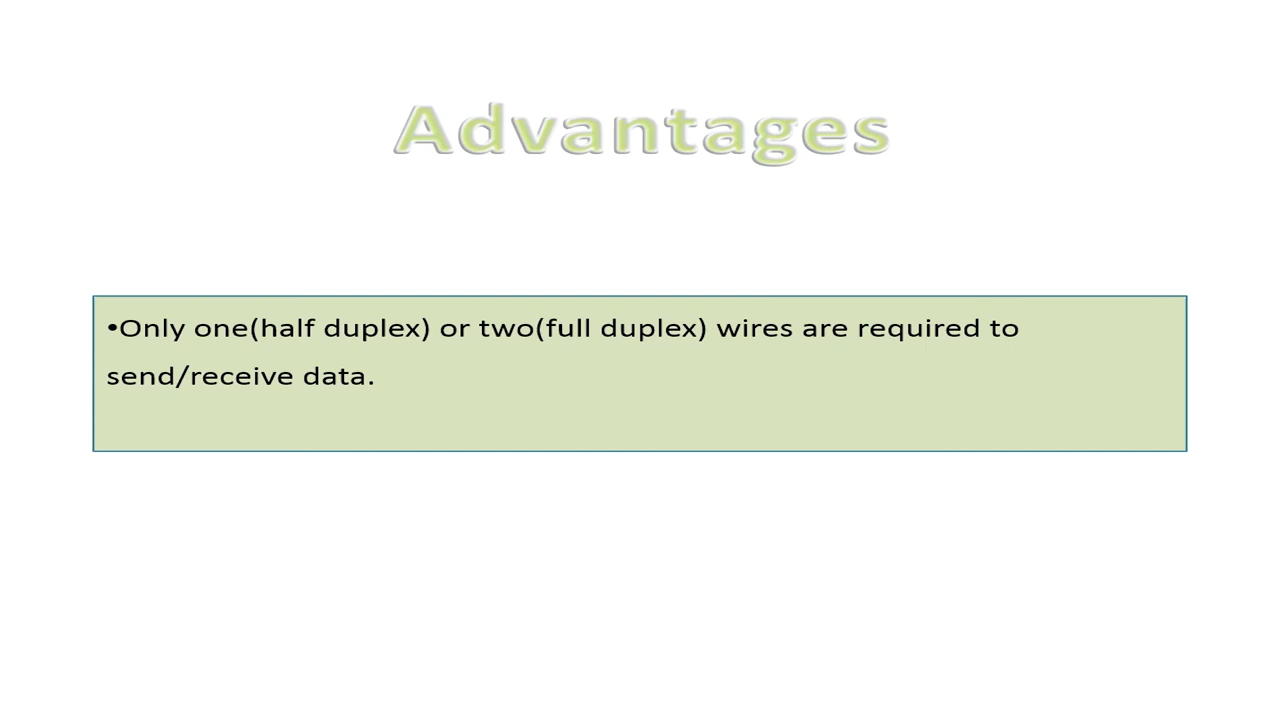 Advantages
•Only one(half duplex) or two(full duplex) wires are required to
send/receive data.